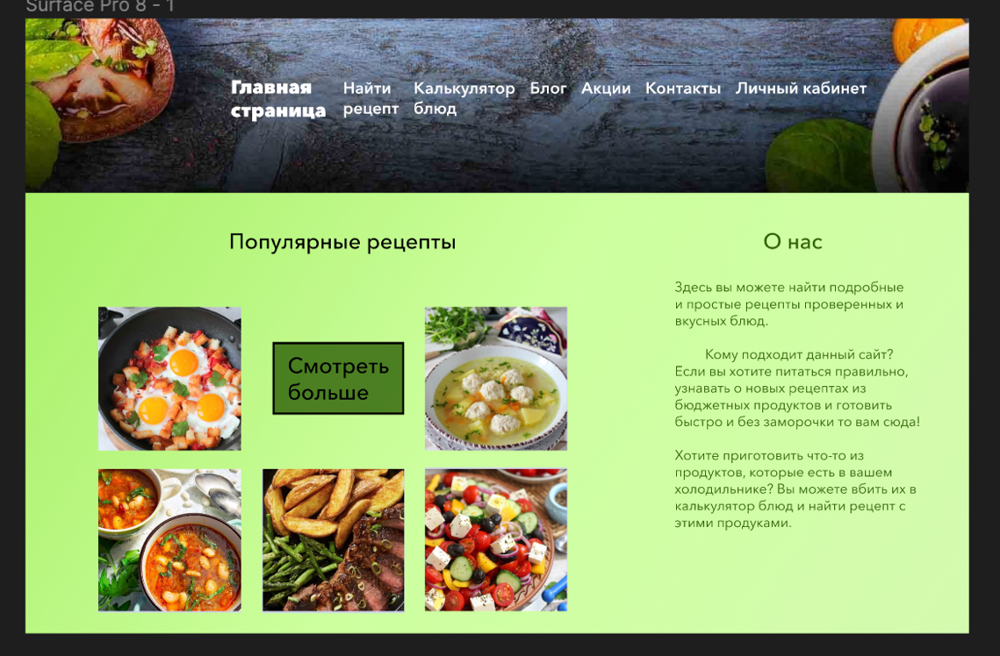 Surface Pro 8 - 1
Главная страница
Найти рецепт
Калькулятор блюд
Блог
Акции
Контакты
Личный кабинет
Популярные рецепты
Смотреть
больше
О нас
Здесь вы можете найти подробные
и простые рецепты проверенных и
вкусных блюд.
Кому подходит данный сайт?
Если вы хотите питаться правильно,
узнавать о новых рецептах из
бюджетных продуктов и готовить
быстро и без заморочки то вам сюда!
Хотите приготовить что-то из
продуктов, которые есть в вашем
холодильнике? Вы можете вбить их в
калькулятор блюд и найти рецепт с
этими продуками.